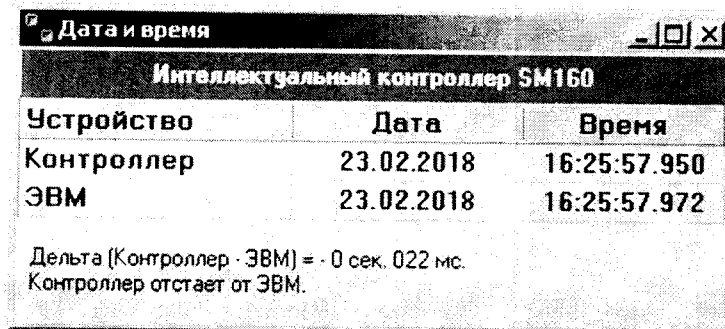 Дата и время
Интеллектуальный контроллер SM160
Устройство Дата Время
Контроллер 23.02.2018 16:25:57.950
ЭВМ 23.02.2018 16:25:57.972
Дельта (Контроллер - ЭВМ) = - 0 сек. 022 мс.
Контроллер отстает от ЭВМ.